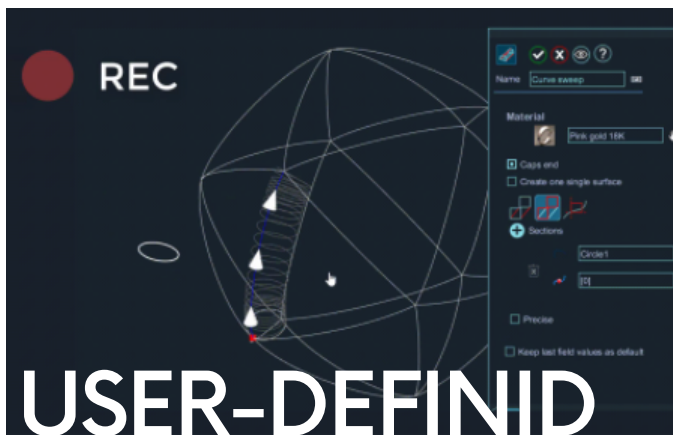 REC
Name Curve sweep
Material
Pink gold 18K
Caps end
Create one single surface
Sections
Circle1
[0]
Precise
Keep last field values as default
USER-DEFINID